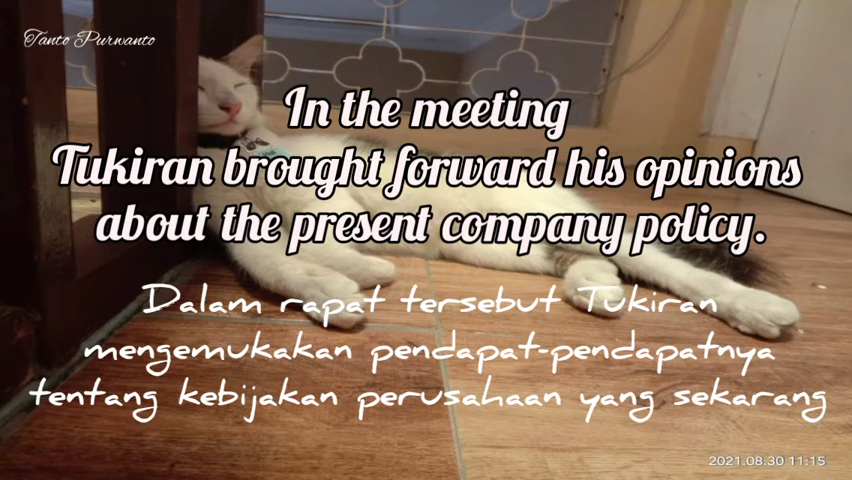 Tanto Purwanto
In the meeting
Tukiran brought forward his opinions
about the present company policy.
Dalam rapat tersebut Tukiran
mengemukakan pendapat-pendapatnya
tentang kebijakan perusahaan yang sekarang
2021.08.30 11:15